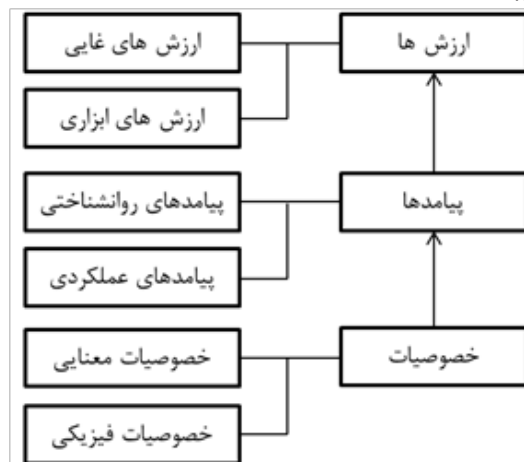 ارزش ها
ارزش های غایی
ارزش های ابزاری
پیامدها
پیامدهای روانشناختی
پیامدهای عملکردی
خصوصیات
خصوصیات معنایی
خصوصیات فیزیکی